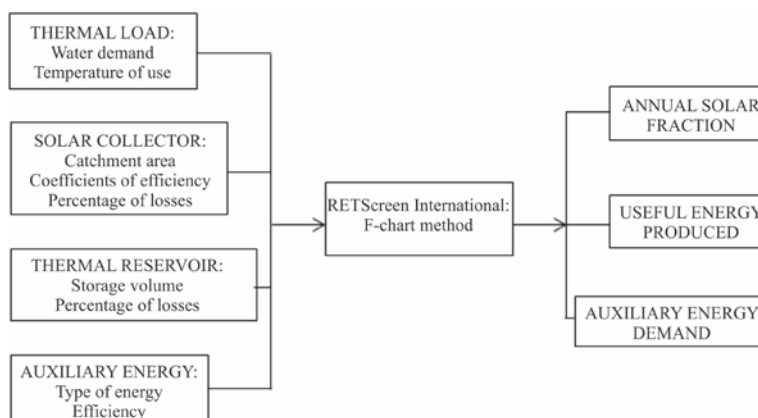 THERMAL LOAD:
Water demand
Temperature of use
SOLAR COLLECTOR:
Catchment area
Coefficients of efficiency
Percentage of losses
THERMAL RESERVOIR:
Storage volume
Percentage of losses
AUXILIARY ENERGY:
Type of energy
Efficiency
RETScreen International:
F-chart method
ANNUAL SOLAR
FRACTION
USEFUL ENERGY
PRODUCED
AUXILIARY ENERGY
DEMAND